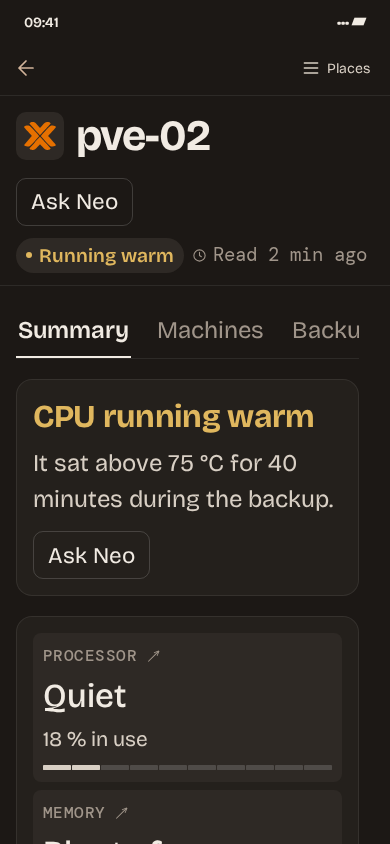 09:41
Places
pve-02
Ask Neo
Running warm
Read 2 min ago
Summary Machines Backu
CPU running warm
It sat above 75 °C for 40
minutes during the backup.
Ask Neo
PROCESSOR
Quiet
18 % in use
MEMORY